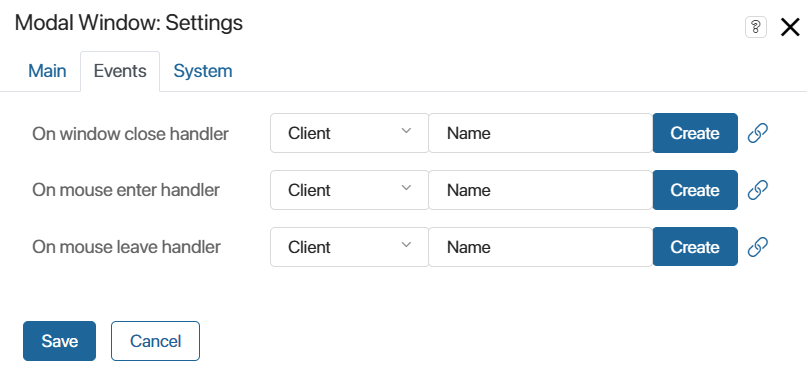 Modal Window: Settings ?
Main Events System
On window close handler Client Name Create
On mouse enter handler Client Name Create
On mouse leave handler Client Name Create
Save Cancel